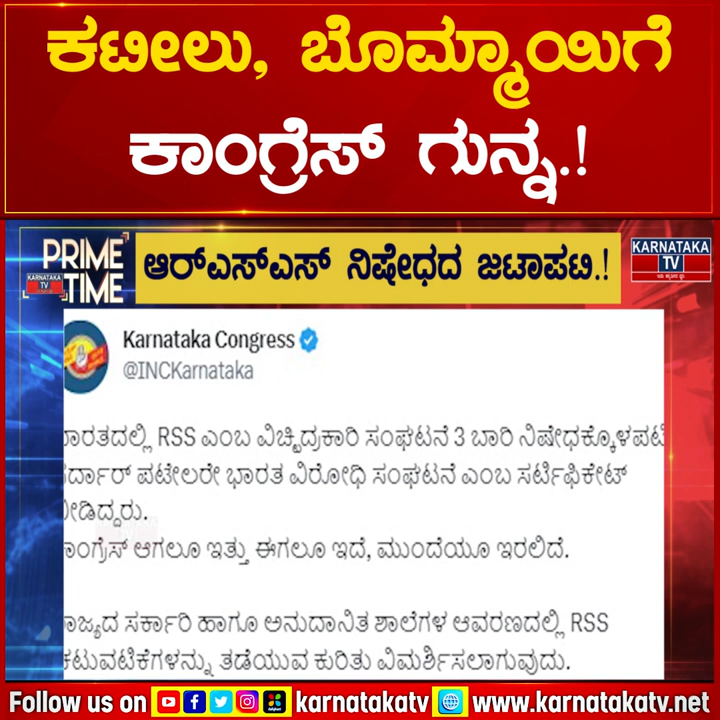 ಕಟೀಲು, ಬೊಮ್ಮಾಯಿಗೆ
ಕಾಂಗ್ರೆಸ್ ಗುನ್ನ.!
PRIME TIME
KARNATAKA TV
ಆರ್‌ಎಸ್‌ಎಸ್ ನಿಷೇಧದ ಜಟಾಪಟಿ.!
KARNATAKA
TV
Karnataka Congress
@INCKarnataka
ಾರತದಲ್ಲಿ RSS ಎಂಬ ವಿಚ್ಛಿದ್ರಕಾರಿ ಸಂಘಟನೆ 3 ಬಾರಿ ನಿಷೇಧಕ್ಕೊಳಪಟಿ
ರ್ದಾರ್ ಪಟೇಲರೇ ಭಾರತ ವಿರೋಧಿ ಸಂಘಟನೆ ಎಂಬ ಸರ್ಟಿಫಿಕೇಟ್
ೀಡಿದ್ದರು.
ಾಂಗ್ರೆಸ್ ಆಗಲೂ ಇತ್ತು ಈಗಲೂ ಇದೆ, ಮುಂದೆಯೂ ಇರಲಿದೆ.
ಾಜ್ಯದ ಸರ್ಕಾರಿ ಹಾಗೂ ಅನುದಾನಿತ ಶಾಲೆಗಳ ಆವರಣದಲ್ಲಿ RSS
ಟುವಟಿಕೆಗಳನ್ನು ತಡೆಯುವ ಕುರಿತು ವಿಮರ್ಶಿಸಲಾಗುವುದು.
Follow us on karnatakatv www.karnatakatv.net